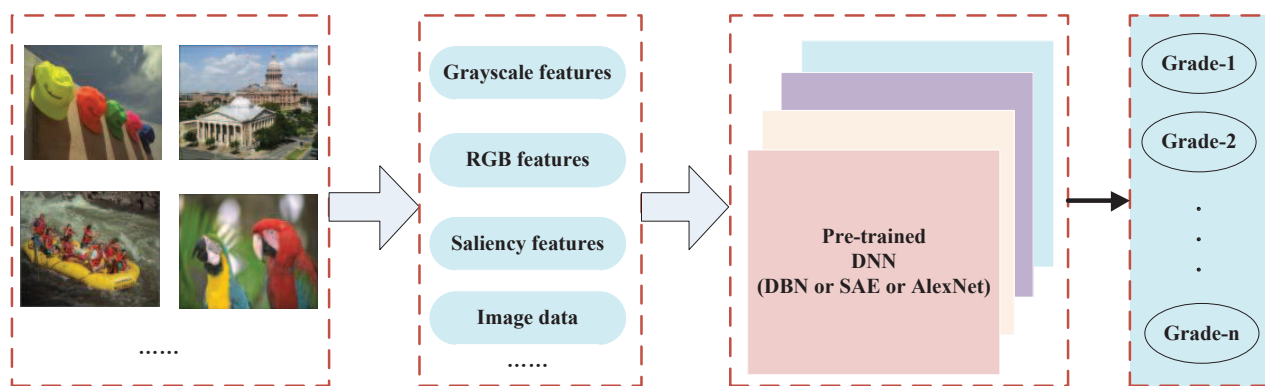 ……
Grayscale features
RGB features
Saliency features
Image data
……
Pre-trained
DNN
(DBN or SAE or AlexNet)
Grade-1
Grade-2
.
.
.
Grade-n